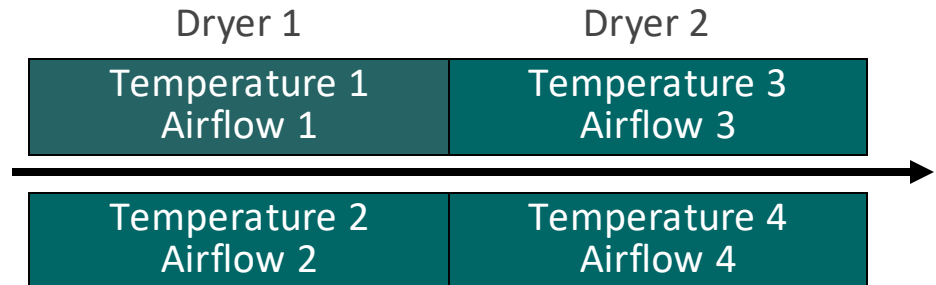 Dryer 1
Dryer 2
Temperature 1
Airflow 1
Temperature 3
Airflow 3
Temperature 2
Airflow 2
Temperature 4
Airflow 4